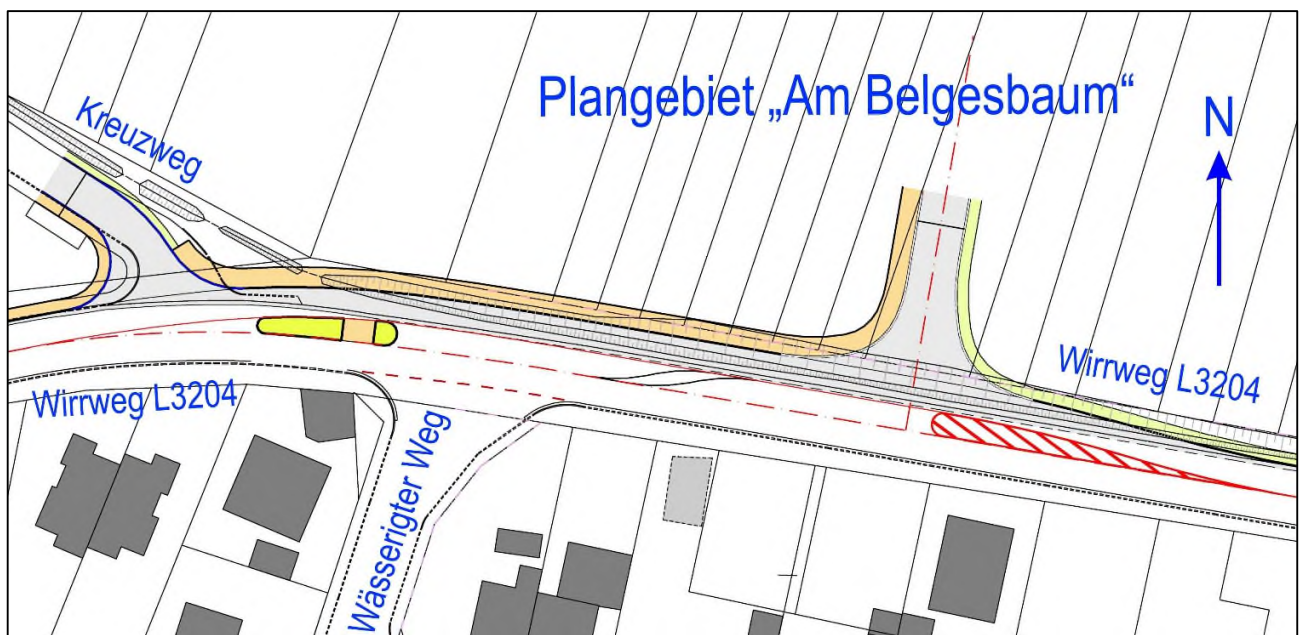 Plangebiet „Am Belgesbaum“
N
Kreuzweg
Wirrweg L3204
Wirrweg L3204
Wässerigter Weg